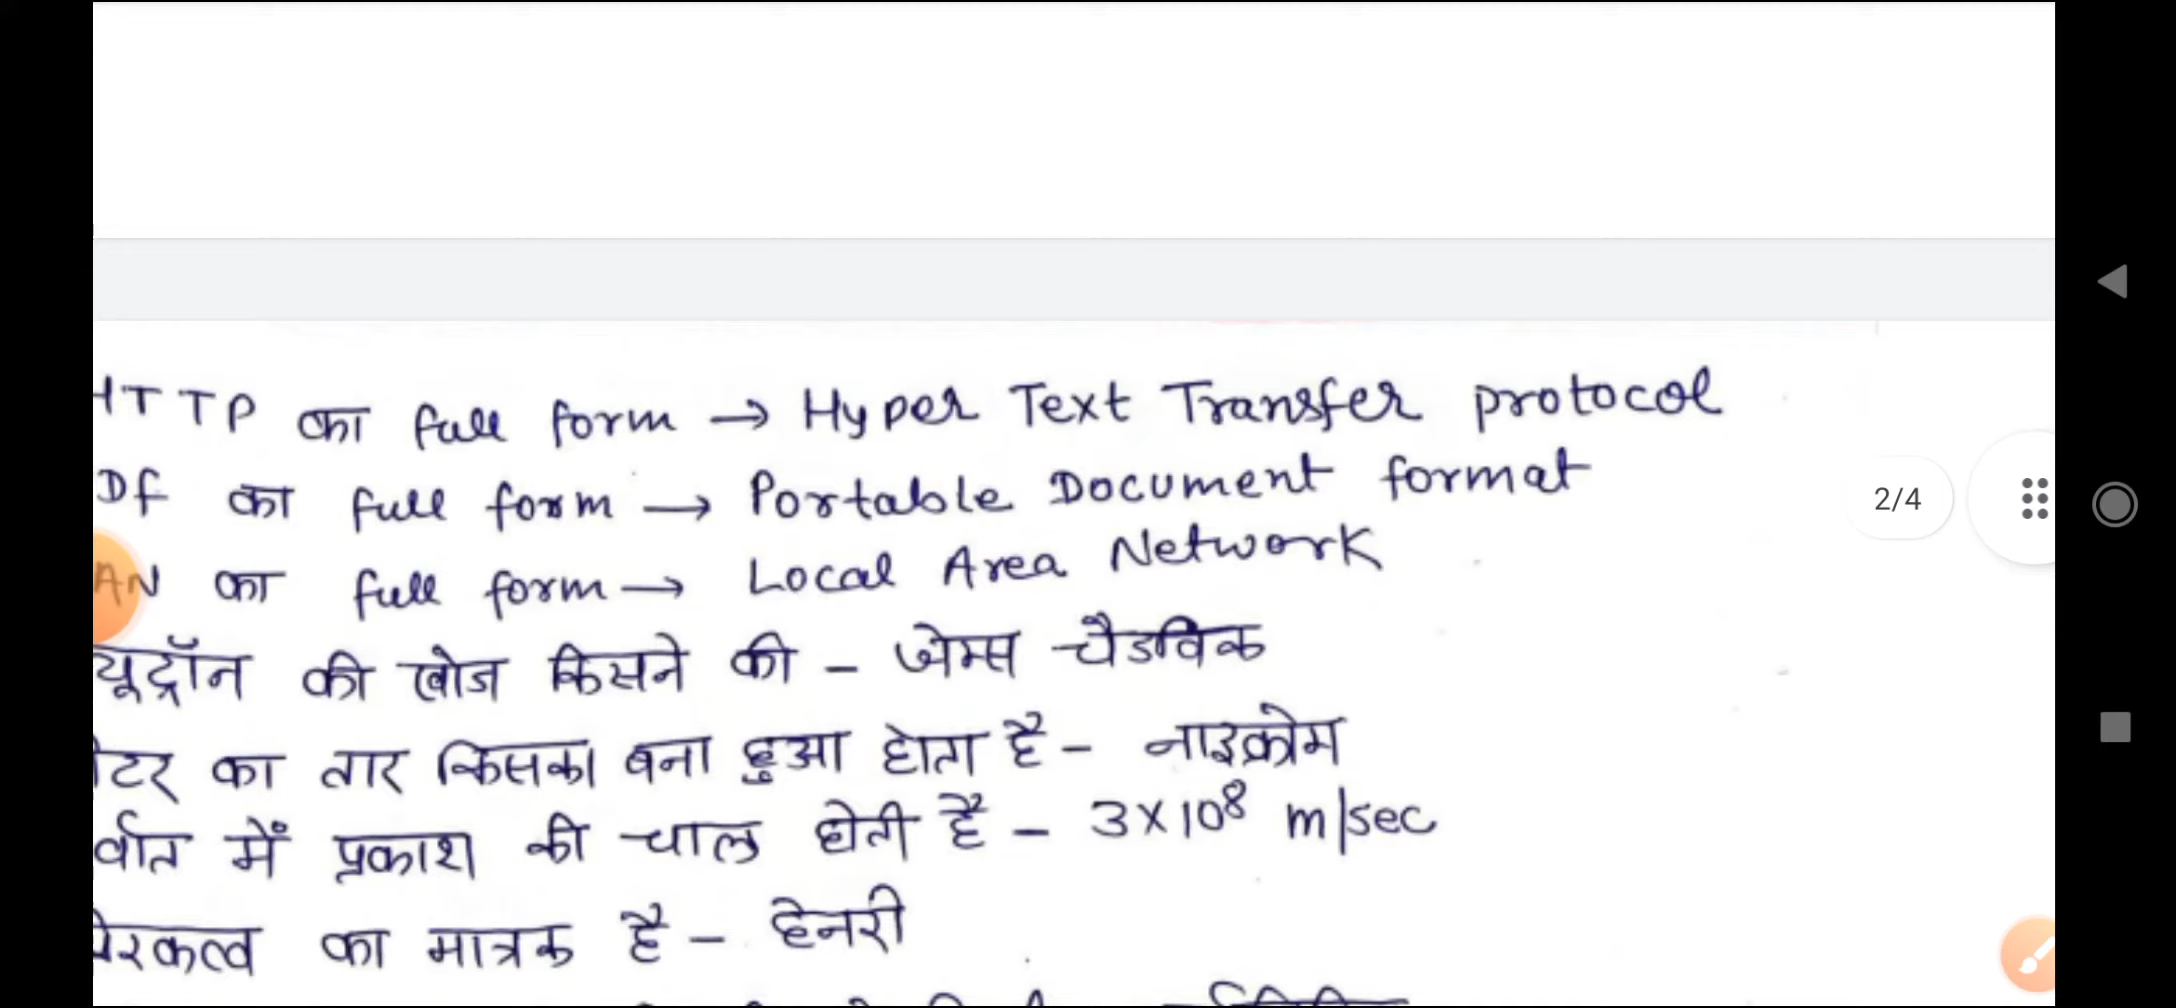 HTTP का full form → Hyper Text Transfer protocol
Df का full form → Portable Document format
2/4
AN का full form → Local Area Network
यूट्रॉन की खोज किसने की - जेम्स चैडविक
टर का तार किसका बना हुआ होता है - नाइक्रोम
र्वात में प्रकाश की चाल होती है - 3×10⁸ m/sec
प्रेरकत्व का मात्रक है - हेनरी